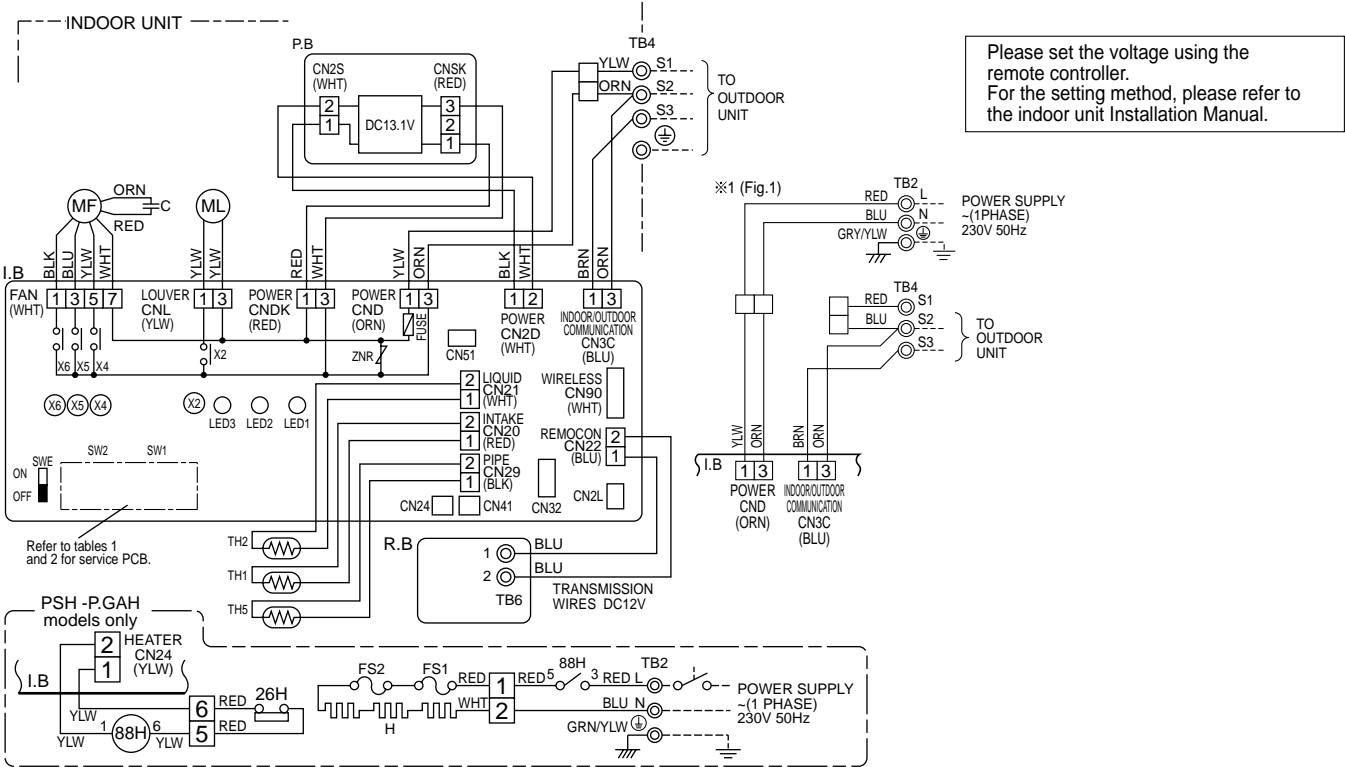 INDOOR UNIT
P.B
CN2S
(WHT)
CNSK
(RED)
2
1
DC13.1V
3
2
1
TB4
YLW
S1
ORN
S2
S3
TO
OUTDOOR
UNIT
Please set the voltage using the
remote controller.
For the setting method, please refer to
the indoor unit Installation Manual.
※1 (Fig.1)
TB2
RED
L
BLU
N
GRY/YLW
POWER SUPPLY
~(1PHASE)
230V 50Hz
TB4
RED
S1
BLU
S2
S3
TO
OUTDOOR
UNIT
YLW
ORN
BRN
ORN
I.B
1 3
1 3
POWER
CND
(ORN)
INDOOR/OUTDOOR
COMMUNICATION
CN3C
(BLU)
MF
ORN
C
RED
ML
BLK
BLU
YLW
WHT
YLW
YLW
RED
WHT
YLW
ORN
BLK
WHT
BRN
ORN
I.B
FAN
(WHT)
1 3 5 7
LOUVER
CNL
(YLW)
1 3
POWER
CNDK
(RED)
1 3
POWER
CND
(ORN)
1 3
FUSE
1 2
POWER
CN2D
(WHT)
1 3
INDOOR/OUTDOOR
COMMUNICATION
CN3C
(BLU)
X6
X5
X4
X2
ZNR
CN51
X6
X5
X4
X2
LED3
LED2
LED1
2
1
LIQUID
CN21
(WHT)
2
1
INTAKE
CN20
(RED)
2
1
PIPE
CN29
(BLK)
WIRELESS
CN90
(WHT)
REMOCON
CN22
(BLU)
2
1
CN24
CN41
CN32
CN2L
SWE
ON
OFF
SW2
SW1
Refer to tables 1
and 2 for service PCB.
TH2
TH1
TH5
R.B
1
BLU
2
BLU
TB6
TRANSMISSION
WIRES DC12V
PSH -P.GAH
models only
2
1
HEATER
CN24
(YLW)
I.B
YLW
1
88H
6
YLW
YLW
6
5
RED
RED
26H
FS2
FS1
H
RED
WHT
1
2
RED
5
88H
3
RED
L
TB2
BLU
N
GRN/YLW
POWER SUPPLY
~(1 PHASE)
230V 50Hz